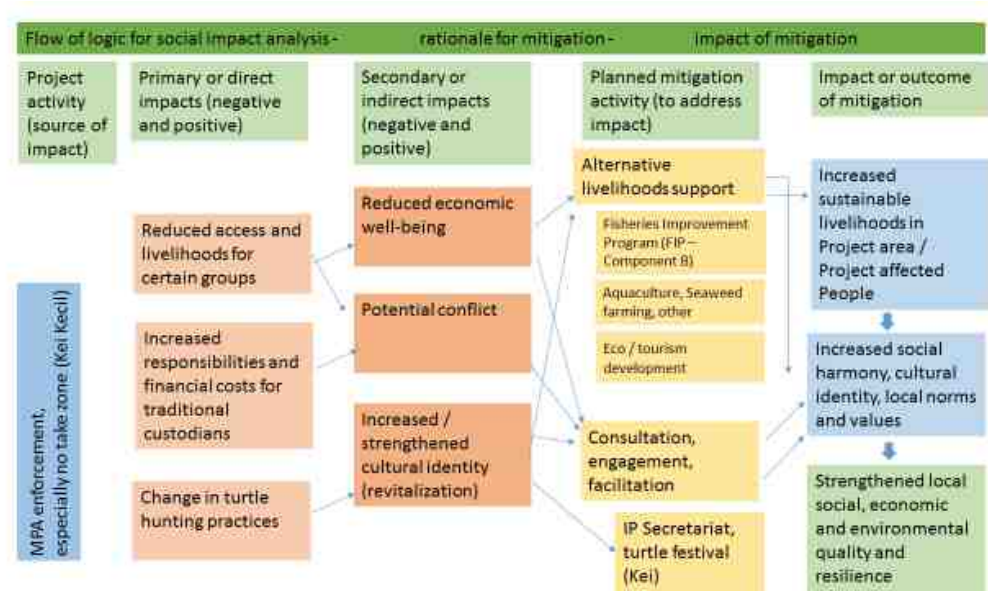 Flow of logic for social impact analysis - rationale for mitigation - impact of mitigation
Project
activity
(source of
impact)
Primary or direct
impacts (negative
and positive)
Secondary or
indirect impacts
(negative and
positive)
Planned mitigation
activity (to address
impact)
Impact or outcome
of mitigation
MPA enforcement,
especially no take zone (Kei Kecil)
Reduced access and
livelihoods for
certain groups
Increased
responsibilities and
financial costs for
traditional
custodians
Change in turtle
hunting practices
Reduced economic
well-being
Potential conflict
Increased /
strengthened
cultural identity
(revitalization)
Alternative
livelihoods support
Fisheries Improvement
Program (FIP –
Component B)
Aquaculture, Seaweed
farming, other
Eco / tourism
development
Consultation,
engagement,
facilitation
IP Secretariat,
turtle festival
(Kei)
Increased
sustainable
livelihoods in
Project area /
Project affected
People
Increased social
harmony, cultural
identity, local norms
and values
Strengthened local
social, economic
and environmental
quality and
resilience